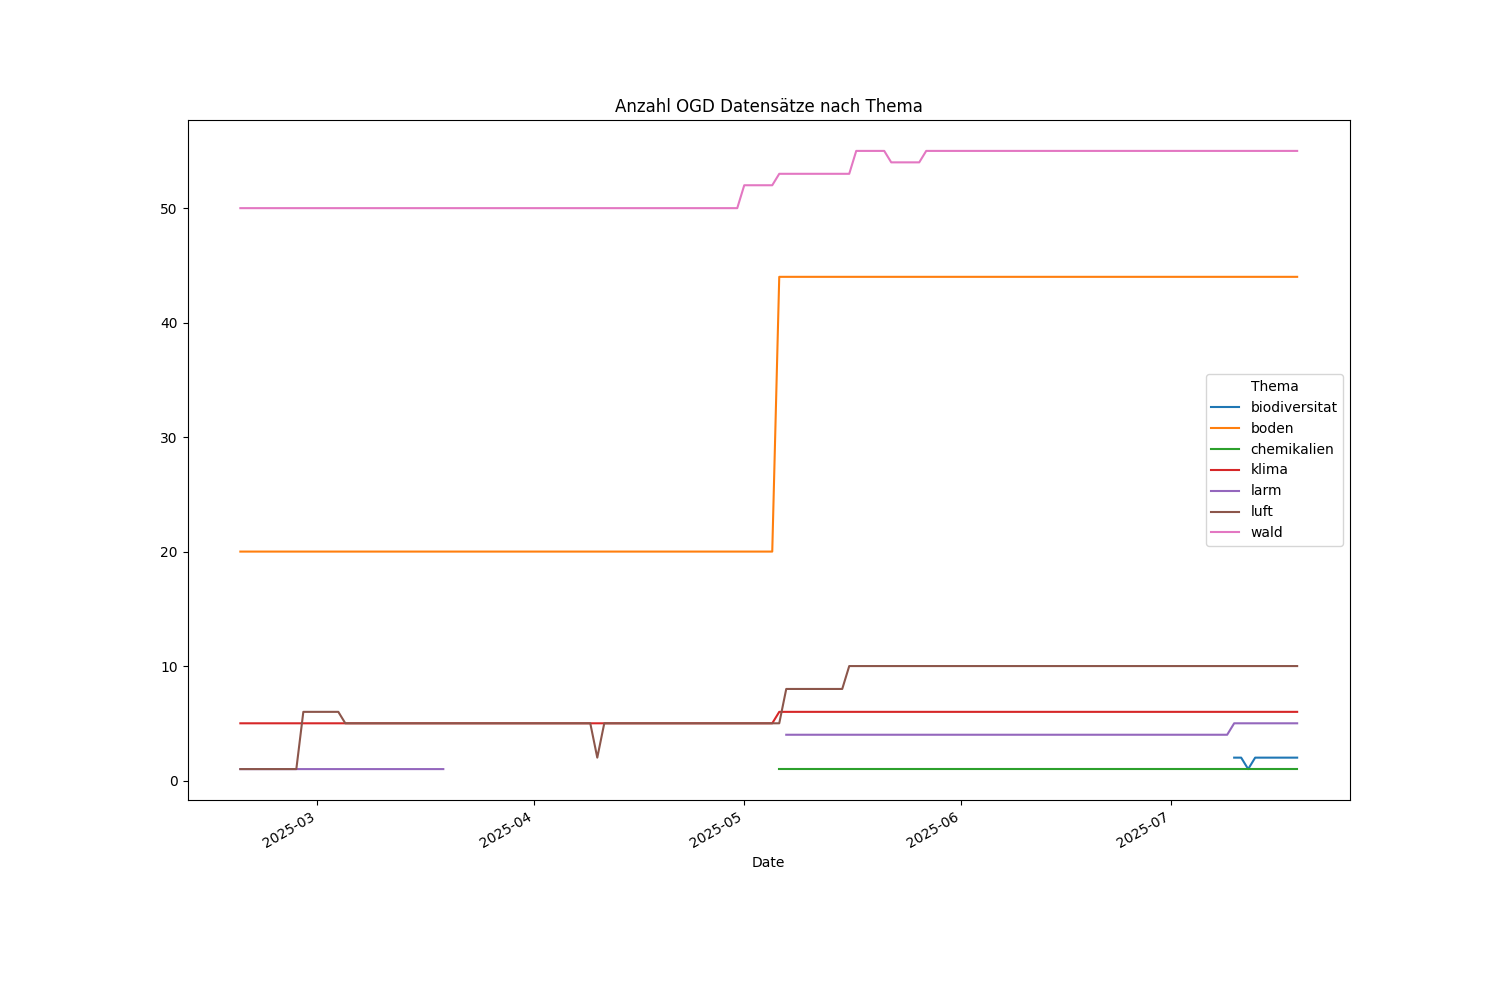 Anzahl OGD Datensätze nach Thema
50
40
30
20
10
0
Thema
biodiversitat
boden
chemikalien
klima
larm
luft
wald
2025-03
2025-04
2025-05
2025-06
2025-07
Date